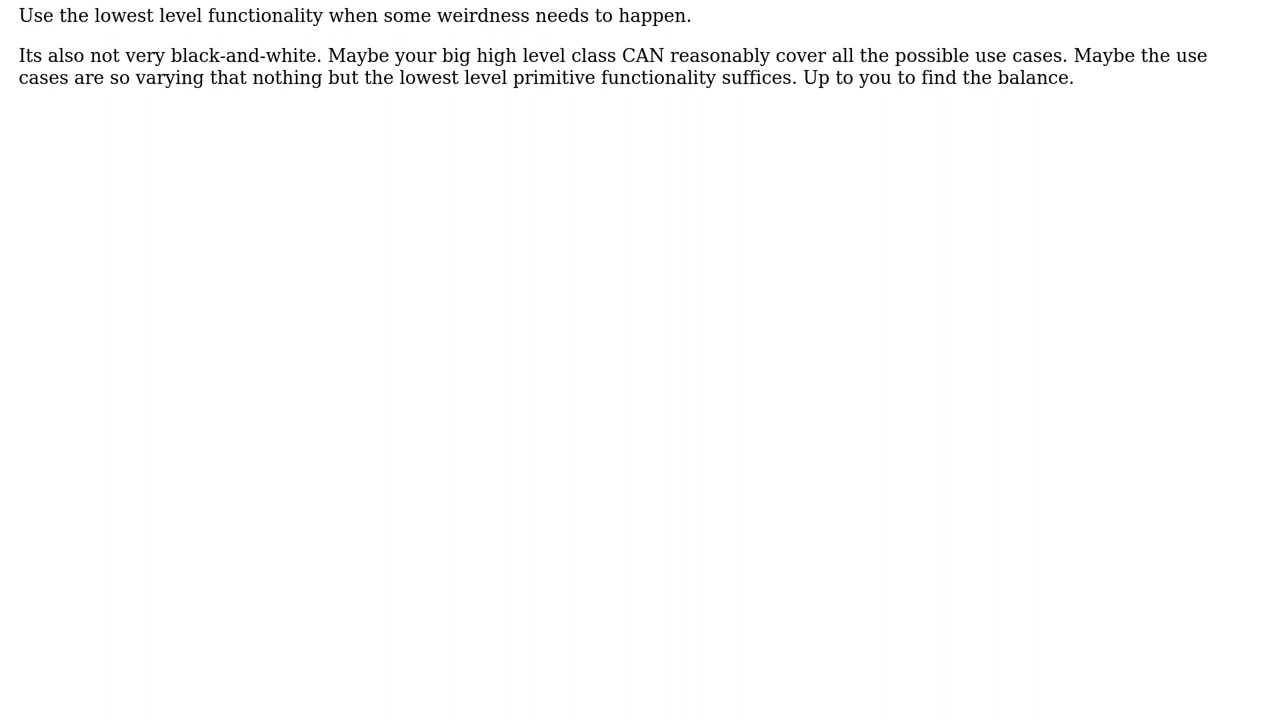 Use the lowest level functionality when some weirdness needs to happen.
Its also not very black-and-white. Maybe your big high level class CAN reasonably cover all the possible use cases. Maybe the use
cases are so varying that nothing but the lowest level primitive functionality suffices. Up to you to find the balance.